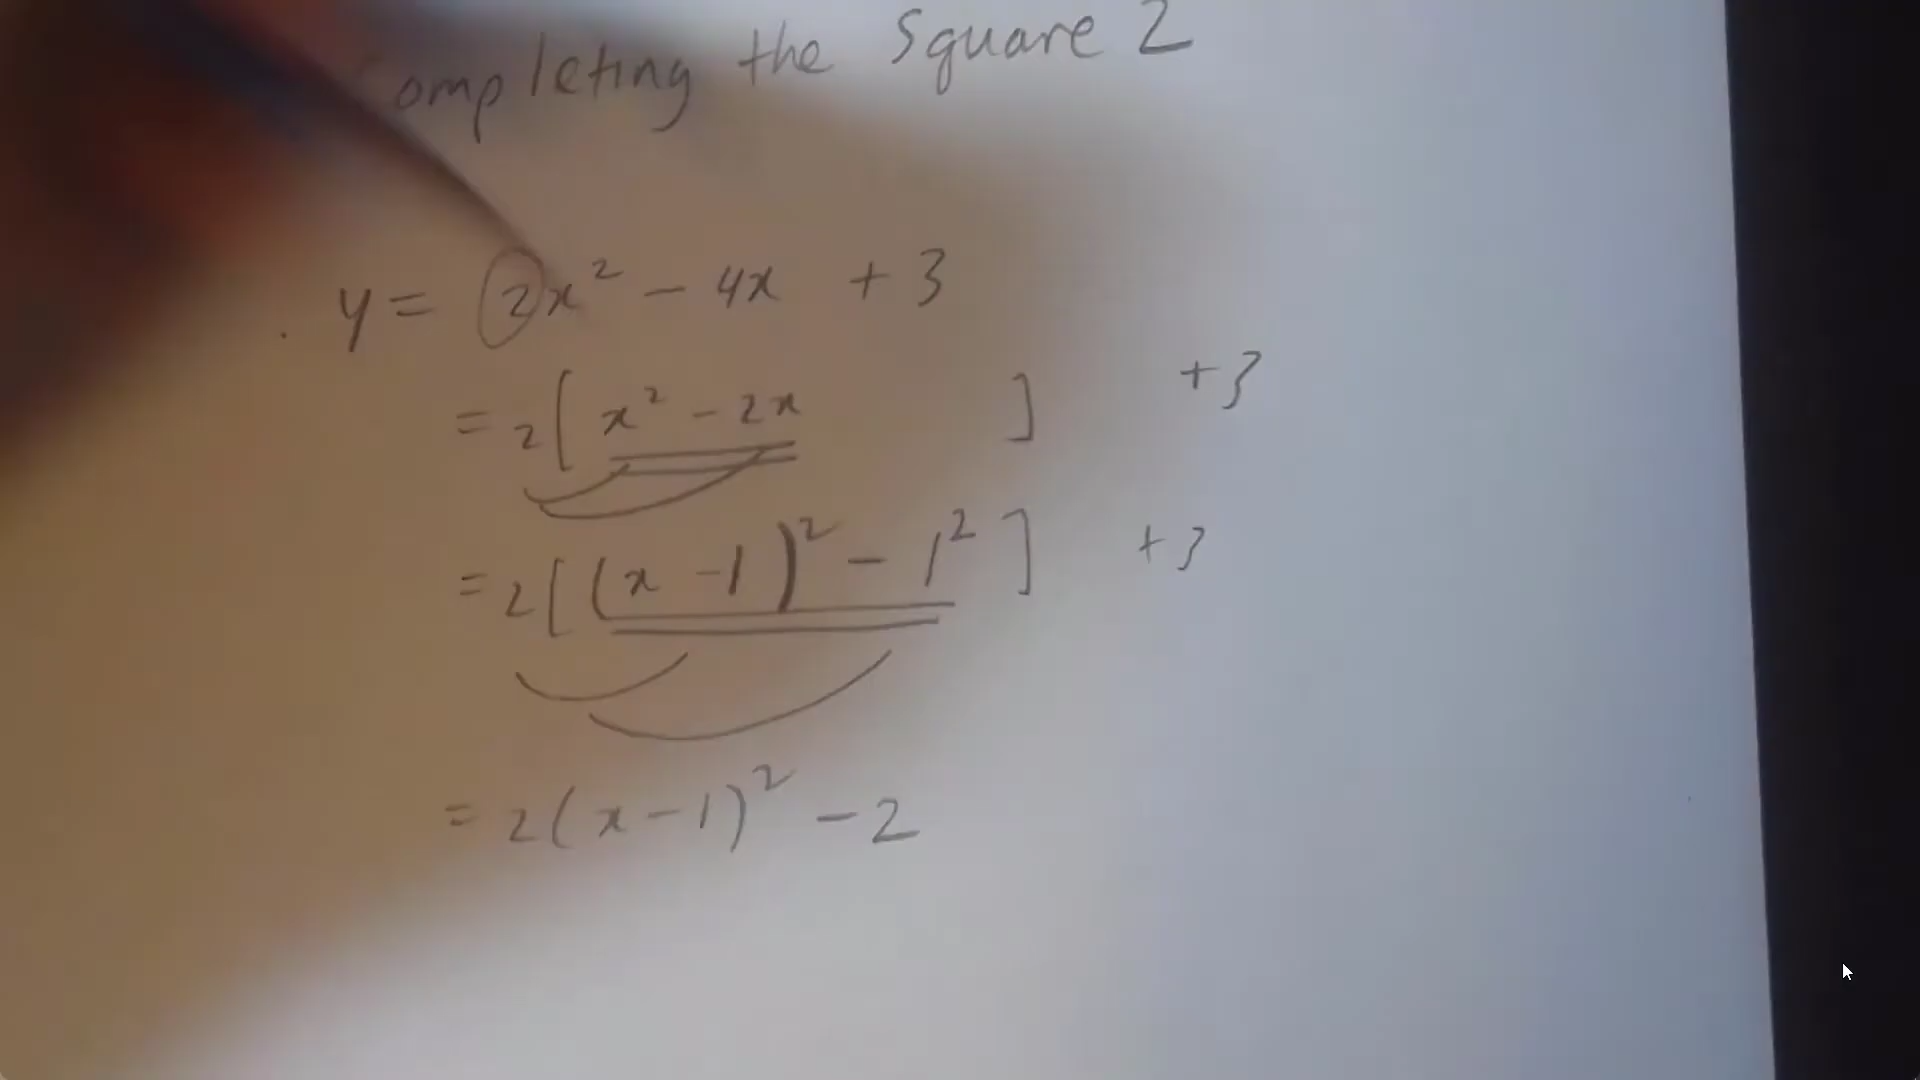 Completing the Square 2
y = 2x² - 4x + 3
= 2[ x² - 2x ] + 3
= 2[ (x - 1)² - 1² ] + 3
= 2(x - 1)² - 2